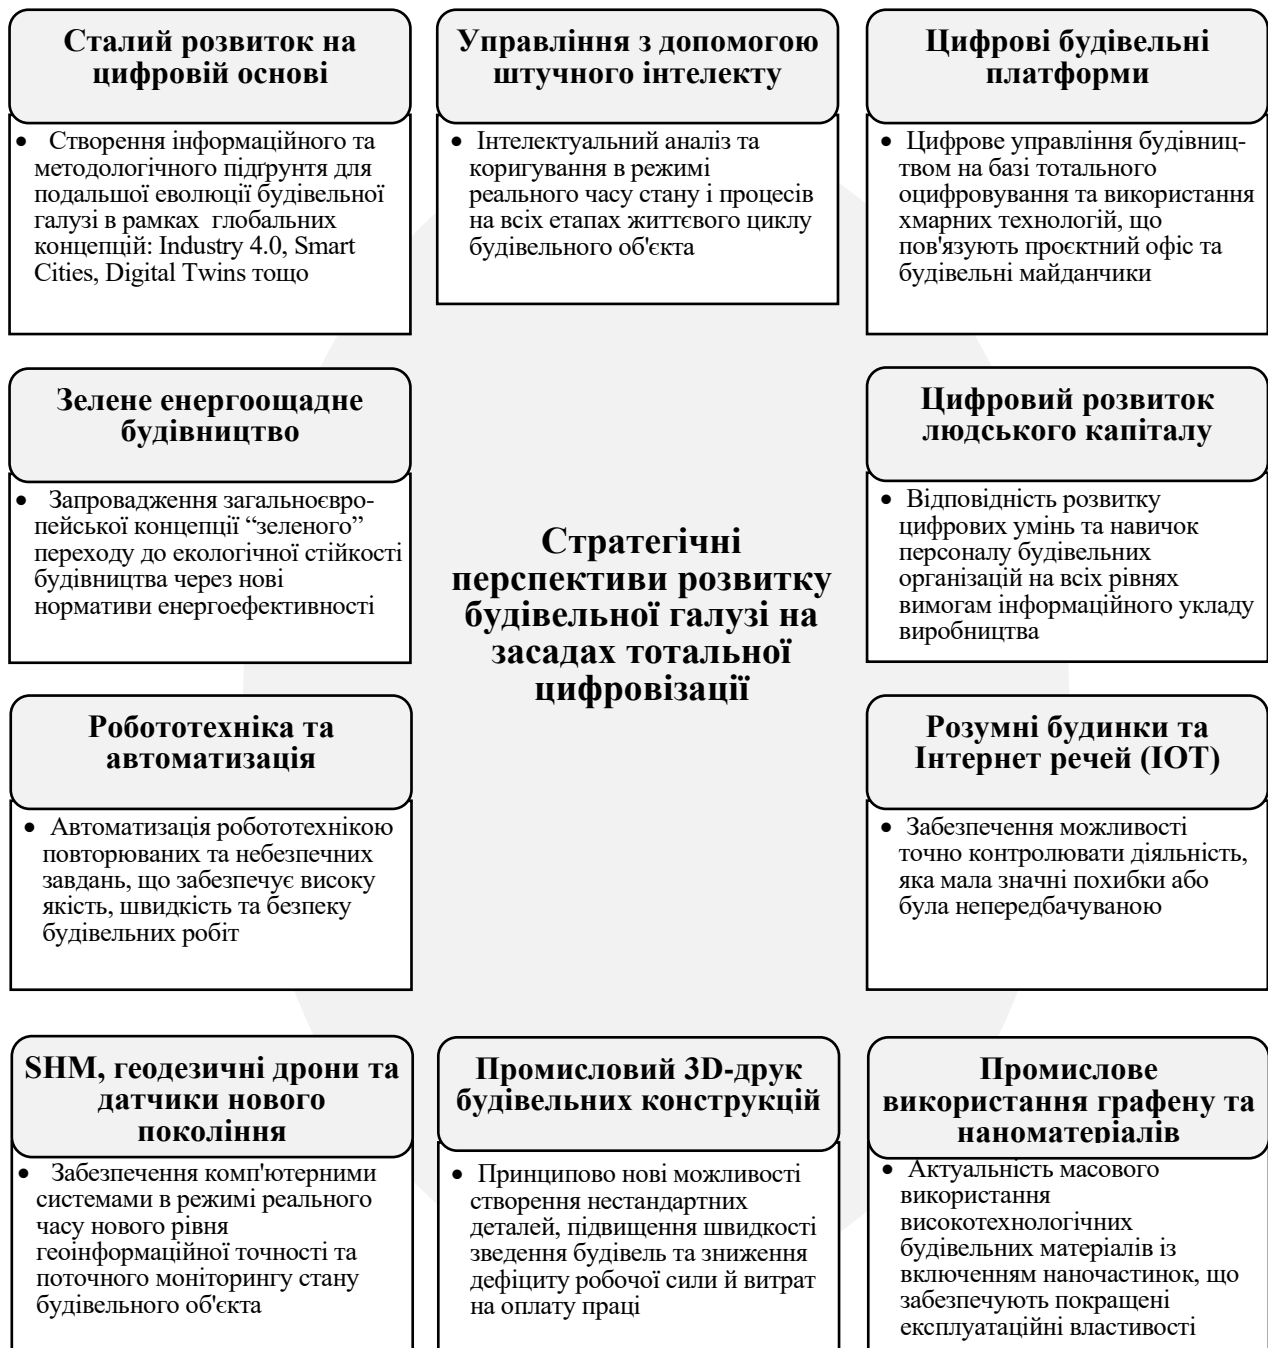 Сталий розвиток на
цифровій основі
• Створення інформаційного та
методологічного підґрунтя для
подальшої еволюції будівельної
галузі в рамках глобальних
концепцій: Industry 4.0, Smart
Cities, Digital Twins тощо
Управління з допомогою
штучного інтелекту
• Інтелектуальний аналіз та
коригування в режимі
реального часу стану і процесів
на всіх етапах життєвого циклу
будівельного об'єкта
Цифрові будівельні
платформи
• Цифрове управління будівниц-
твом на базі тотального
оцифровування та використання
хмарних технологій, що
пов'язують проєктний офіс та
будівельні майданчики
Зелене енергоощадне
будівництво
• Запровадження загальноєвро-
пейської концепції “зеленого”
переходу до екологічної стійкості
будівництва через нові
нормативи енергоефективності
Стратегічні
перспективи розвитку
будівельної галузі на
засадах тотальної
цифровізації
Цифровий розвиток
людського капіталу
• Відповідність розвитку
цифрових умінь та навичок
персоналу будівельних
організацій на всіх рівнях
вимогам інформаційного укладу
виробництва
Робототехніка та
автоматизація
• Автоматизація робототехнікою
повторюваних та небезпечних
завдань, що забезпечує високу
якість, швидкість та безпеку
будівельних робіт
Розумні будинки та
Інтернет речей (ІОТ)
• Забезпечення можливості
точно контролювати діяльність,
яка мала значні похибки або
була непередбачуваною
SHM, геодезичні дрони та
датчики нового
покоління
• Забезпечення комп'ютерними
системами в режимі реального
часу нового рівня
геоінформаційної точності та
поточного моніторингу стану
будівельного об'єкта
Промисловий 3D-друк
будівельних конструкцій
• Принципово нові можливості
створення нестандартних
деталей, підвищення швидкості
зведення будівель та зниження
дефіциту робочої сили й витрат
на оплату праці
Промислове
використання графену та
наноматеріалів
• Актуальність масового
використання
високотехнологічних
будівельних матеріалів із
включенням наночастинок, що
забезпечують покращені
експлуатаційні властивості